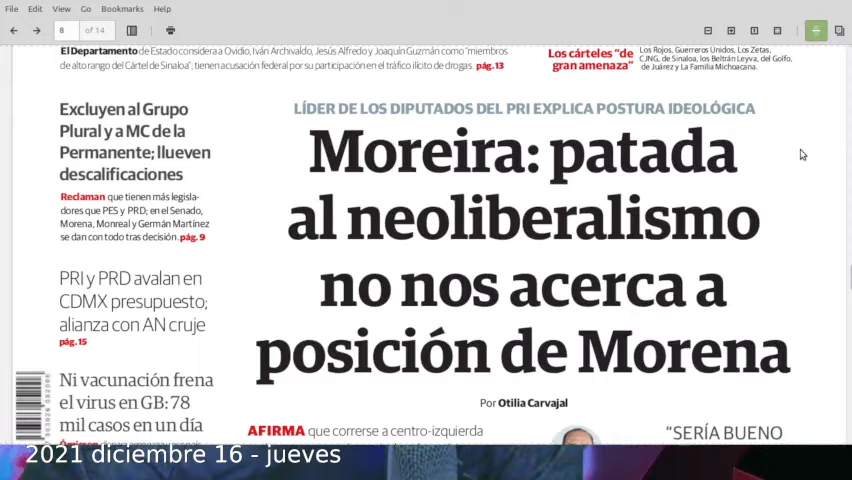 File Edit View Go Bookmarks Help
8 of 14
El Departamento de Estado considera a Ovidio, Iván Archivaldo, Jesús Alfredo y Joaquín Guzmán como “miembros
de alto rango del Cártel de Sinaloa”; tienen acusación federal por su participación en el tráfico ilícito de drogas. pág. 13
Los cárteles “de
gran amenaza”
Los Rojos, Guerreros Unidos, Los Zetas,
CJNG, de Sinaloa, los Beltrán Leyva, del Golfo,
de Juárez y La Familia Michoacana.
Excluyen al Grupo
Plural y a MC de la
Permanente; llueven
descalificaciones
Reclaman que tienen más legisla-
dores que PES y PRD; en el Senado,
Morena, Monreal y Germán Martínez
se dan con todo tras decisión. pág. 9
PRI y PRD avalan en
CDMX presupuesto;
alianza con AN cruje
pág. 15
Ni vacunación frena
el virus en GB: 78
mil casos en un día
LÍDER DE LOS DIPUTADOS DEL PRI EXPLICA POSTURA IDEOLÓGICA
Moreira: patada
al neoliberalismo
no nos acerca a
posición de Morena
Por Otilia Carvajal
AFIRMA que correrse a centro-izquierda
“SERÍA BUENO
2021 diciembre 16 - jueves